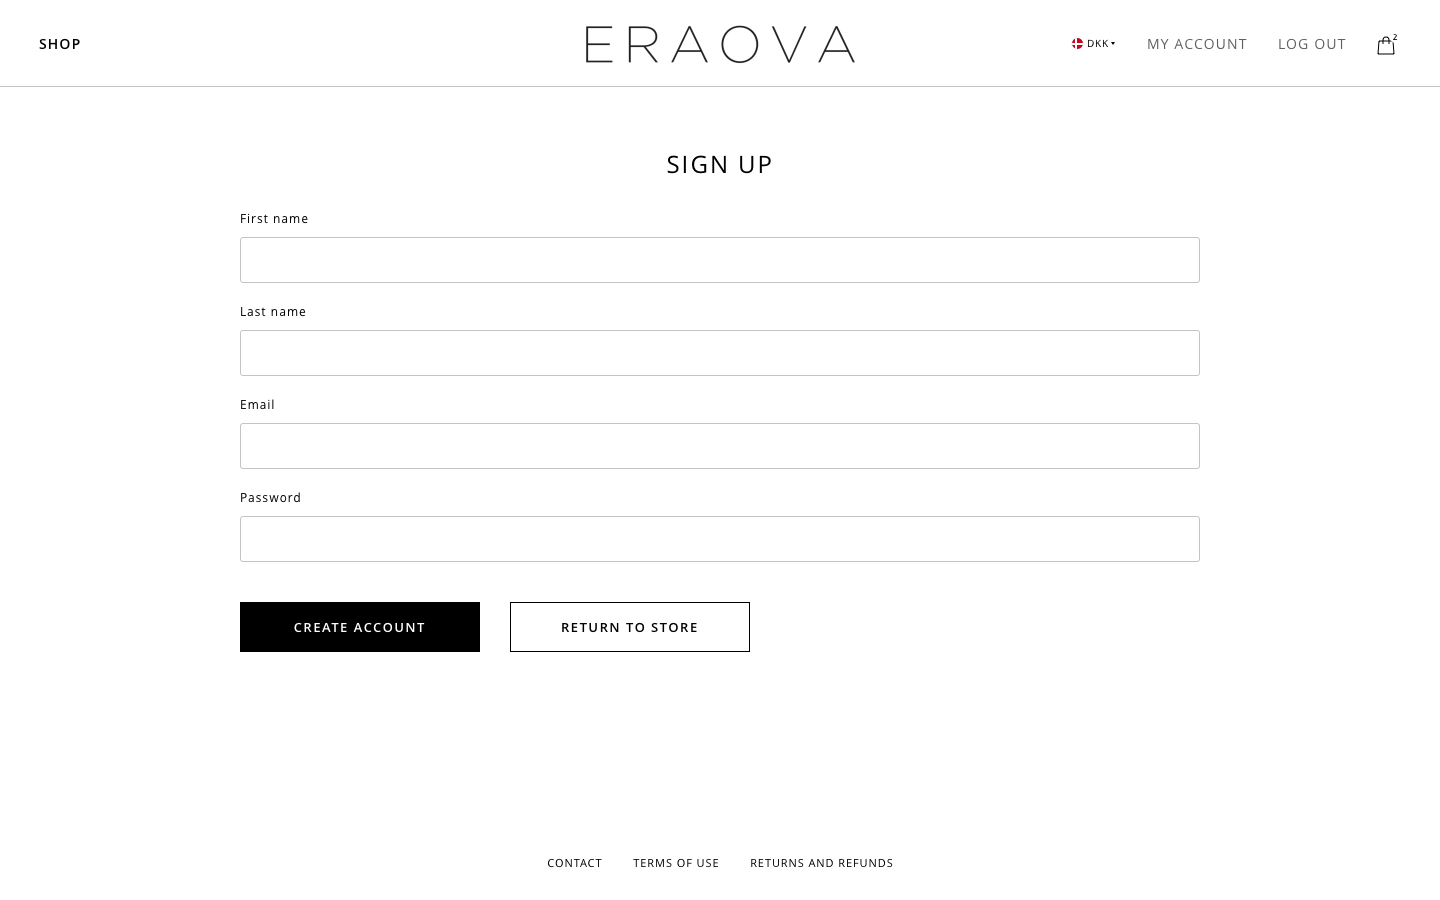 SHOP
ERAOVA
DKK
MY ACCOUNT
LOG OUT
2
SIGN UP
First name
Last name
Email
Password
CREATE ACCOUNT
RETURN TO STORE
CONTACT
TERMS OF USE
RETURNS AND REFUNDS